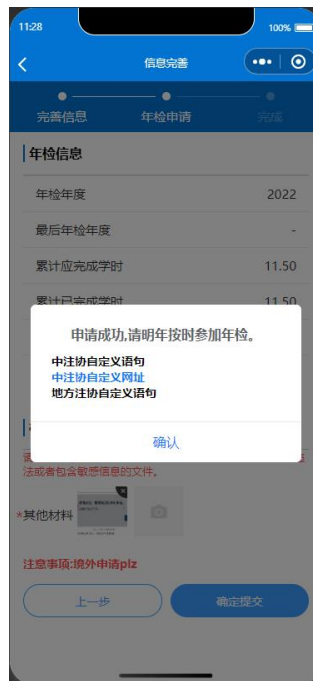 11:28
100%
信息完善
完善信息
年检申请
完成
年检信息
年检年度
2022
最后年检年度
-
累计应完成学时
11.50
累计已完成学时
11.50
申请成功,请明年按时参加年检。
中注协自定义语句
中注协自定义网址
地方注协自定义语句
确认
法或者包含敏感信息的文件。
*其他材料
注意事项:境外申请plz
上一步
确定提交